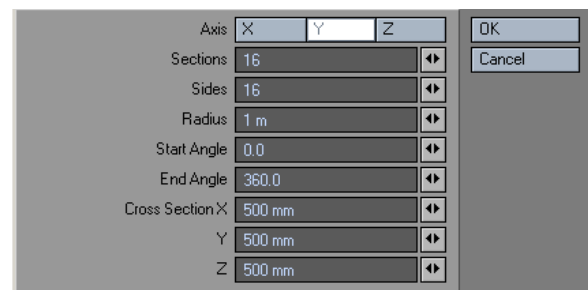 Axis X Y Z OK
Sections 16 Cancel
Sides 16
Radius 1 m
Start Angle 0.0
End Angle 360.0
Cross Section X 500 mm
Y 500 mm
Z 500 mm